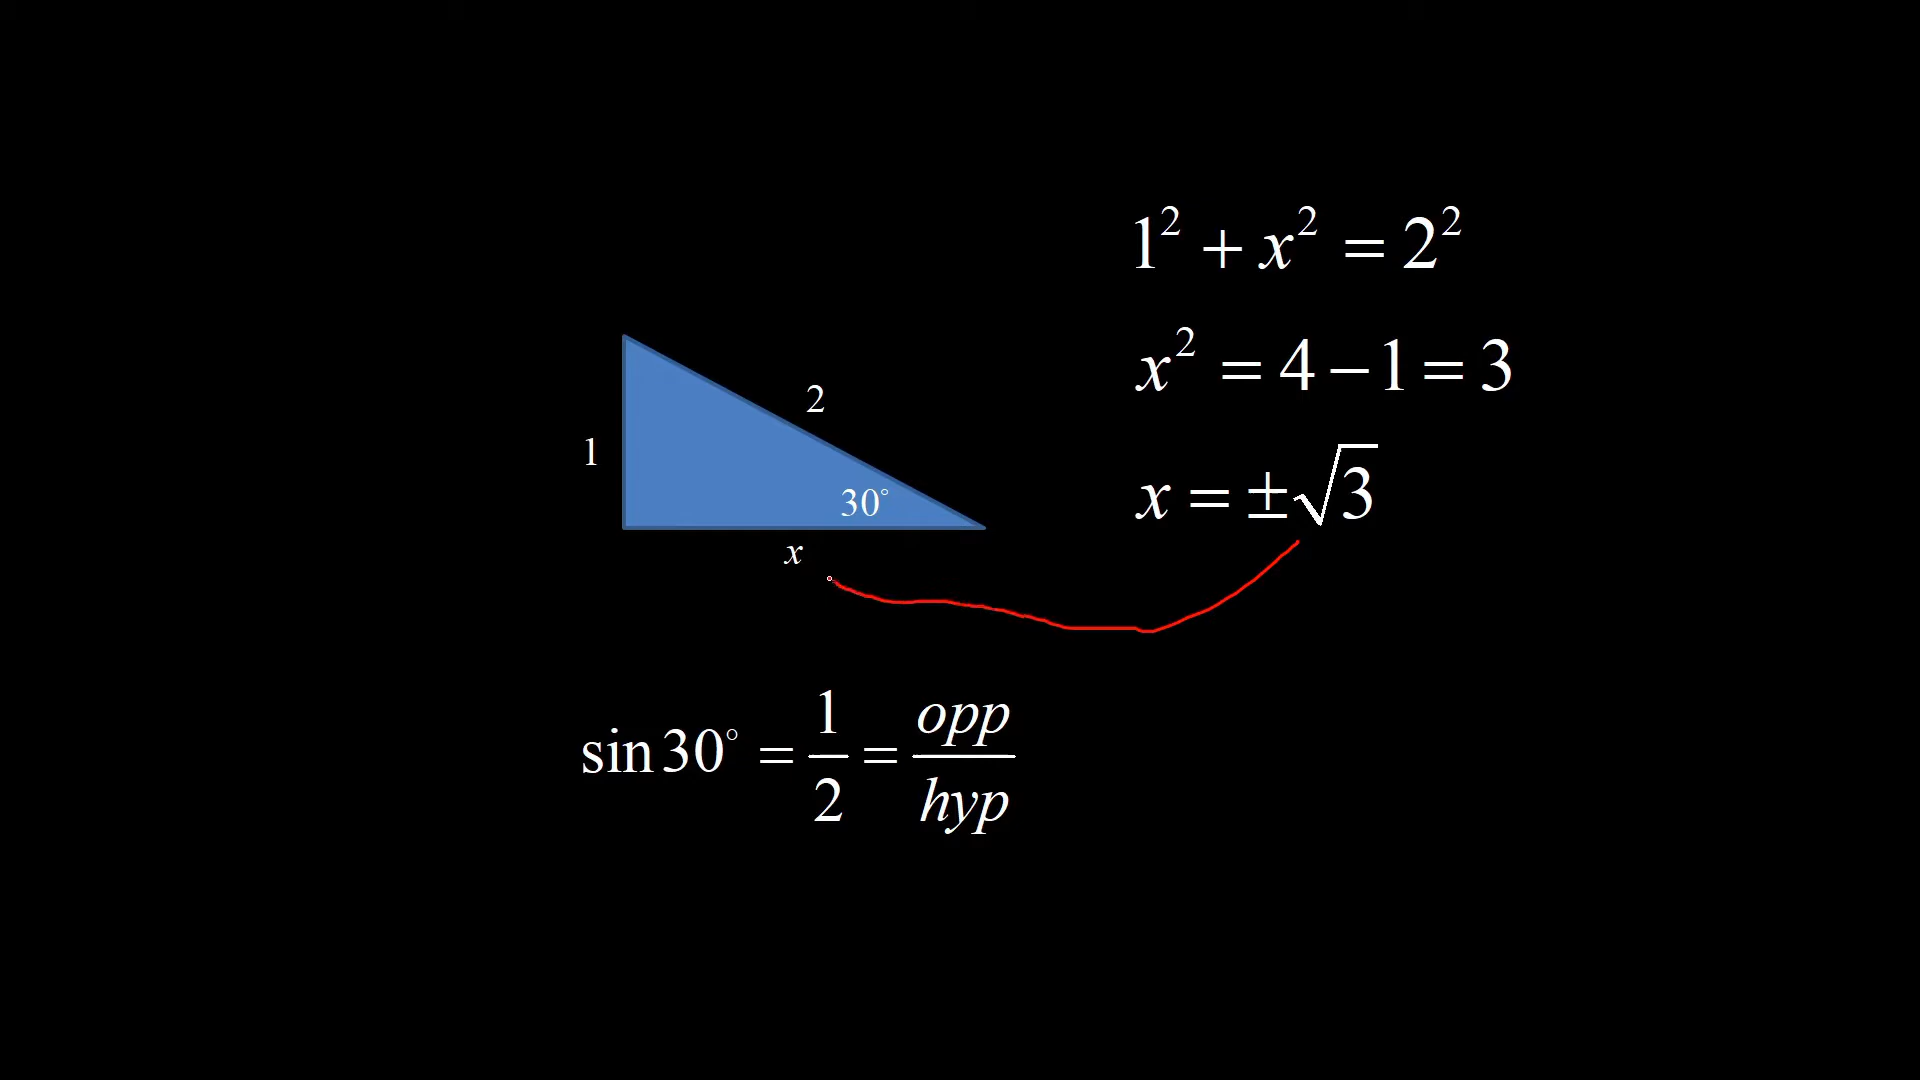 1² + x² = 2²
x² = 4 − 1 = 3
x = ±√3
2
1
30°
x
sin 30° = 1/2 = opp/hyp